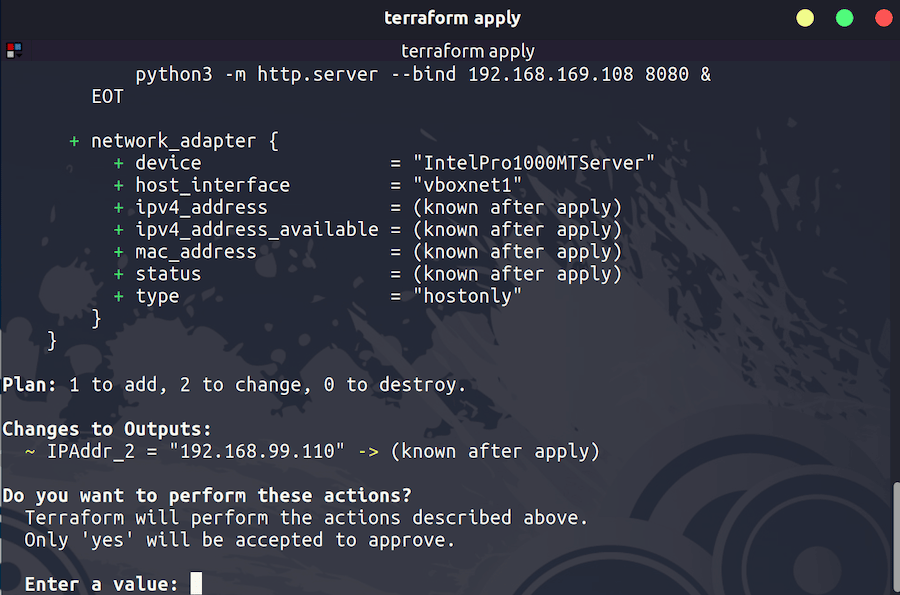 terraform apply
terraform apply
            python3 -m http.server --bind 192.168.169.108 8080 &
        EOT

      + network_adapter {
          + device                 = "IntelPro1000MTServer"
          + host_interface         = "vboxnet1"
          + ipv4_address           = (known after apply)
          + ipv4_address_available = (known after apply)
          + mac_address            = (known after apply)
          + status                 = (known after apply)
          + type                   = "hostonly"
        }
    }

Plan: 1 to add, 2 to change, 0 to destroy.

Changes to Outputs:
  ~ IPAddr_2 = "192.168.99.110" -> (known after apply)

Do you want to perform these actions?
  Terraform will perform the actions described above.
  Only 'yes' will be accepted to approve.

  Enter a value: